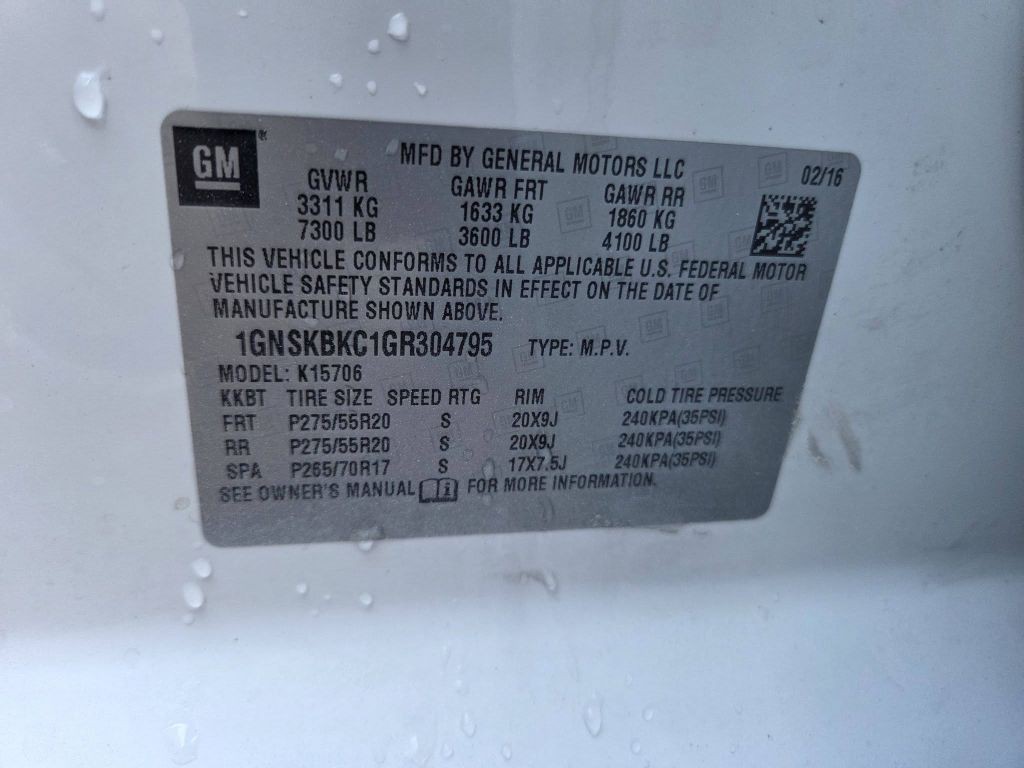 GM MFD BY GENERAL MOTORS LLC 02/16
GVWR GAWR FRT GAWR RR
3311 KG 1633 KG 1860 KG
7300 LB 3600 LB 4100 LB
THIS VEHICLE CONFORMS TO ALL APPLICABLE U.S. FEDERAL MOTOR
VEHICLE SAFETY STANDARDS IN EFFECT ON THE DATE OF
MANUFACTURE SHOWN ABOVE.
1GNSKBKC1GR304795 TYPE: M.P.V.
MODEL: K15706
KKBT TIRE SIZE SPEED RTG RIM COLD TIRE PRESSURE
FRT P275/55R20 S 20X9J 240KPA(35PSI)
RR P275/55R20 S 20X9J 240KPA(35PSI)
SPA P265/70R17 S 17X7.5J 240KPA(35PSI)
SEE OWNER'S MANUAL FOR MORE INFORMATION.